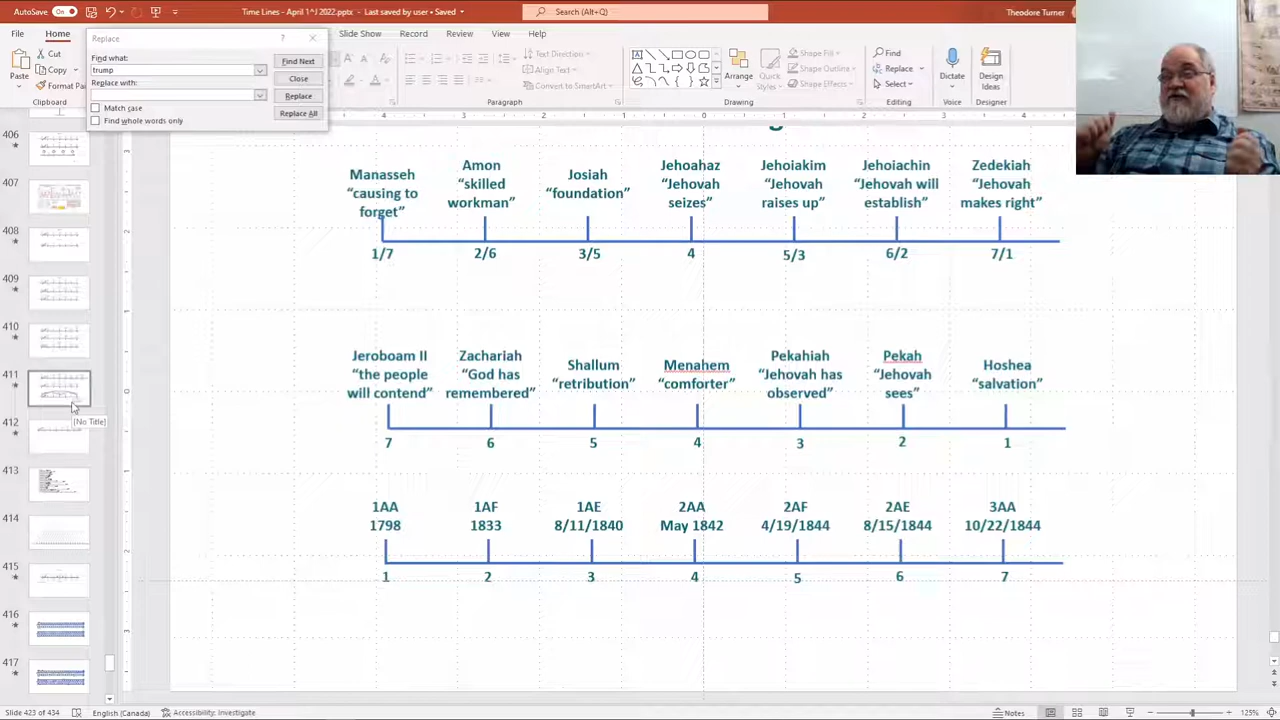 AutoSave On
Time Lines - April 1^J 2022.pptx - Last saved by user • Saved
Search (Alt+Q)
Theodore Turner
File Home Slide Show Record Review View Help
Replace
Find what:
trump
Replace with:
Match case
Find whole words only
Find Next
Close
Replace
Replace All
Paste
Cut
Copy
Format
Clipboard
Text Direction
Align Text
Convert to SmartArt
Paragraph
Arrange
Quick
Styles
Shape Fill
Shape Outline
Shape Effects
Drawing
Find
Replace
Select
Editing
Dictate
Voice
Design
Ideas
Designer
406
407
408
409
410
412
413
415
416
417
(No Title)
Manasseh
“causing to
forget”
Amon
“skilled
workman”
Josiah
“foundation”
Jehoahaz
“Jehovah
seizes”
Jehoiakim
“Jehovah
raises up”
Jehoiachin
“Jehovah will
establish”
Zedekiah
“Jehovah
makes right”
1/7 2/6 3/5 4 5/3 6/2 7/1
Jeroboam II
“the people
will contend”
Zachariah
“God has
remembered”
Shallum
“retribution”
Menahem
“comforter”
Pekahiah
“Jehovah has
observed”
Pekah
“Jehovah
sees”
Hoshea
“salvation”
7 6 5 4 3 2 1
1AA 1AF 1AE 2AA 2AF 2AE 3AA
1798 1833 8/11/1840 May 1842 4/19/1844 8/15/1844 10/22/1844
1 2 3 4 5 6 7
Slide 423 of 434 English (Canada) Accessibility: Investigate Notes 125%